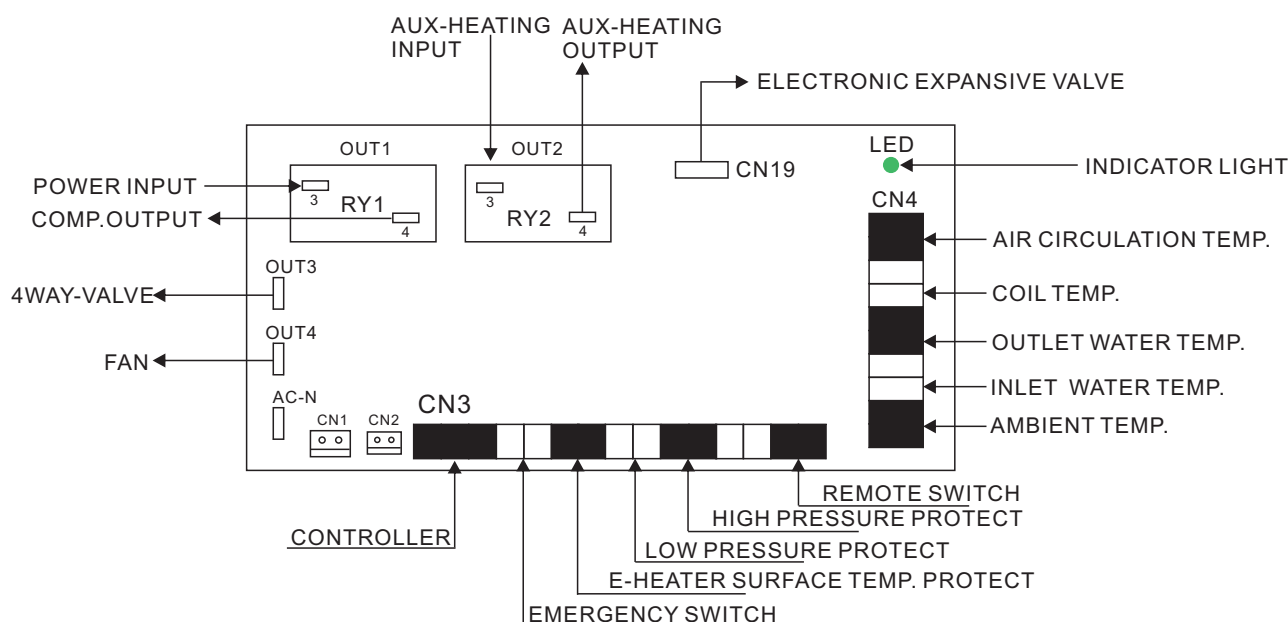 AUX-HEATING
INPUT
AUX-HEATING
OUTPUT
ELECTRONIC EXPANSIVE VALVE
OUT1
OUT2
LED
CN19
INDICATOR LIGHT
POWER INPUT
3
RY1
3
RY2
COMP.OUTPUT
4
4
CN4
AIR CIRCULATION TEMP.
OUT3
4WAY-VALVE
COIL TEMP.
OUT4
FAN
OUTLET WATER TEMP.
AC-N
INLET WATER TEMP.
CN1
CN2
CN3
AMBIENT TEMP.
REMOTE SWITCH
HIGH PRESSURE PROTECT
CONTROLLER
LOW PRESSURE PROTECT
E-HEATER SURFACE TEMP. PROTECT
EMERGENCY SWITCH